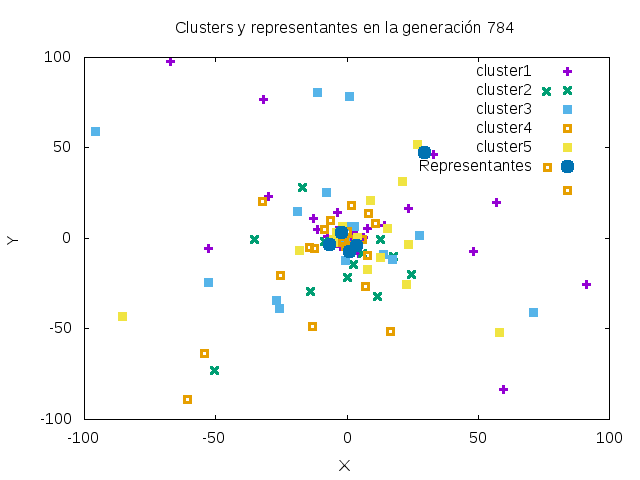 Clusters y representantes en la generación 784
100
50
0
-50
-100
-100
-50
0
50
100
Y
X
cluster1
cluster2
cluster3
cluster4
cluster5
Representantes